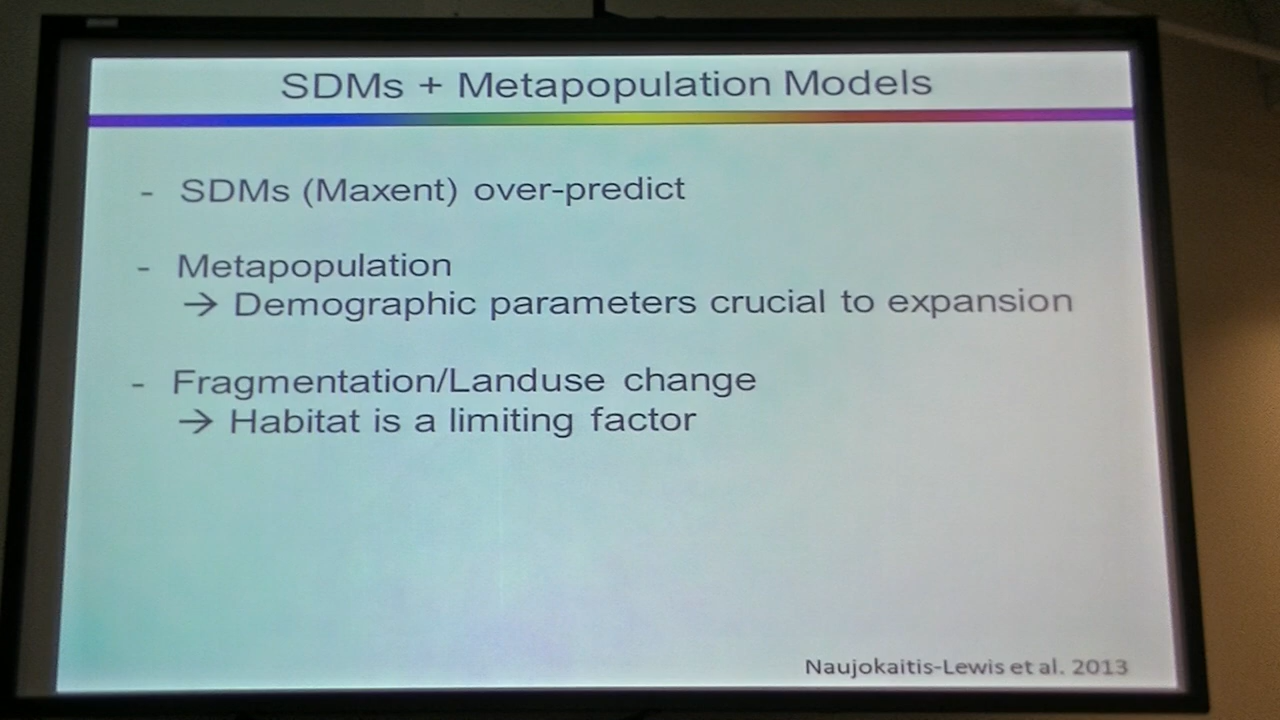 SDMs + Metapopulation Models
- SDMs (Maxent) over-predict
- Metapopulation
→ Demographic parameters crucial to expansion
- Fragmentation/Landuse change
→ Habitat is a limiting factor
Naujokaitis-Lewis et al. 2013